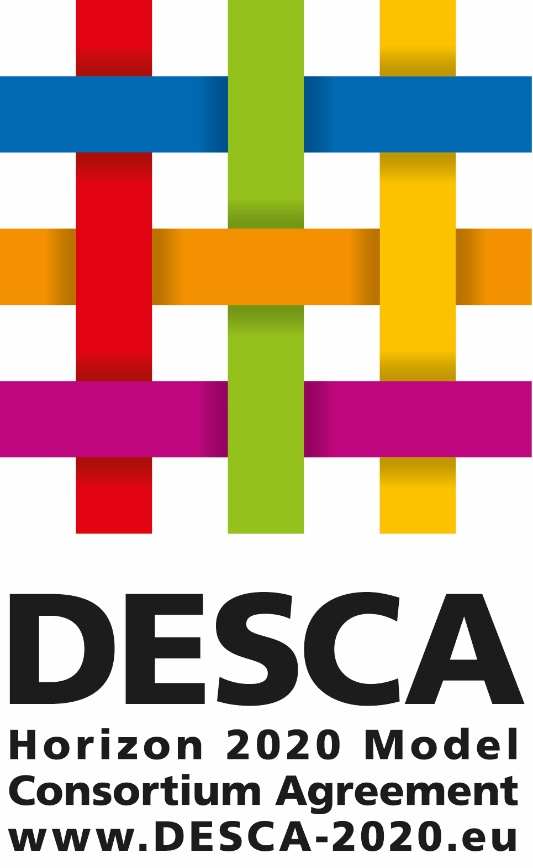 DESCA
Horizon 2020 Model
Consortium Agreement
www.DESCA-2020.eu